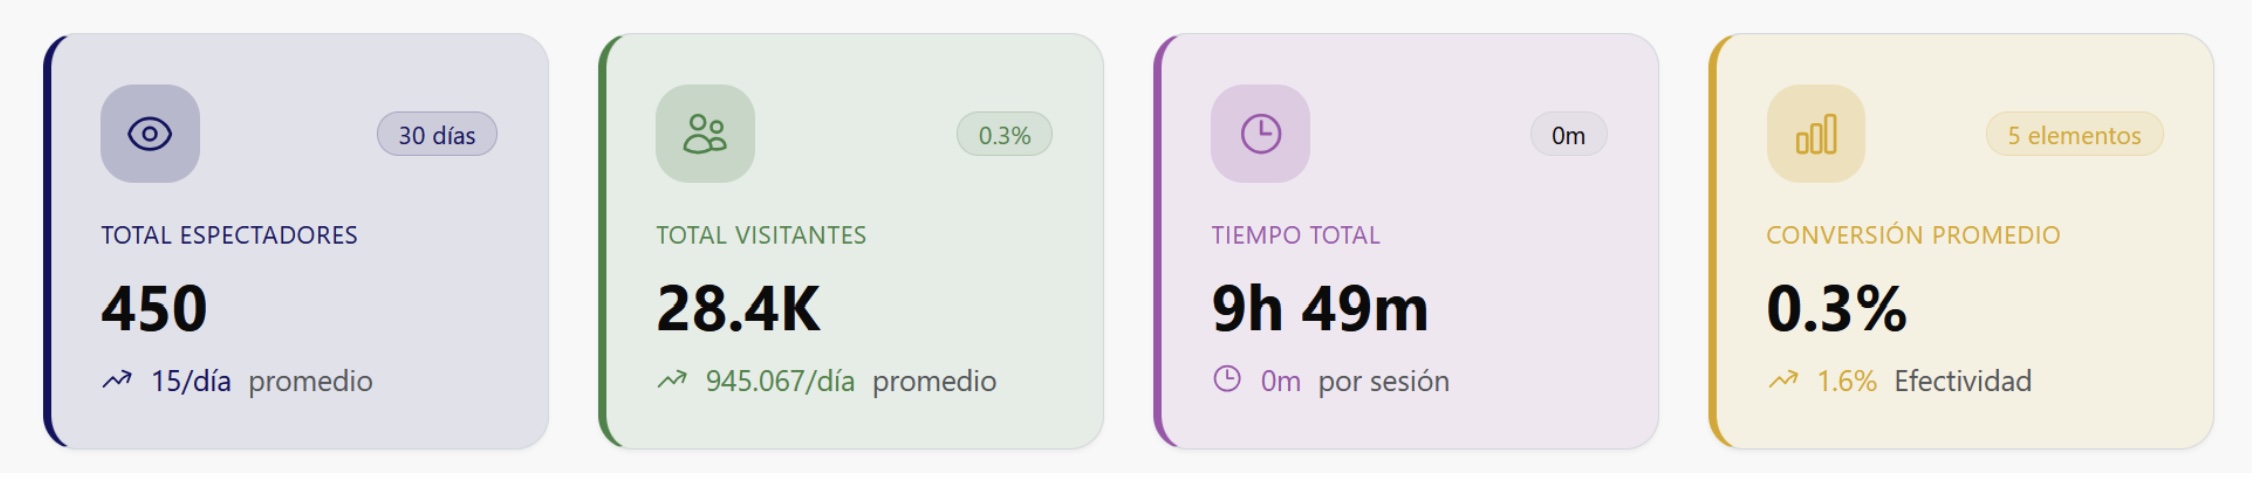 30 días
TOTAL ESPECTADORES
450
15/día promedio
0.3%
TOTAL VISITANTES
28.4K
945.067/día promedio
0m
TIEMPO TOTAL
9h 49m
0m por sesión
5 elementos
CONVERSIÓN PROMEDIO
0.3%
1.6% Efectividad